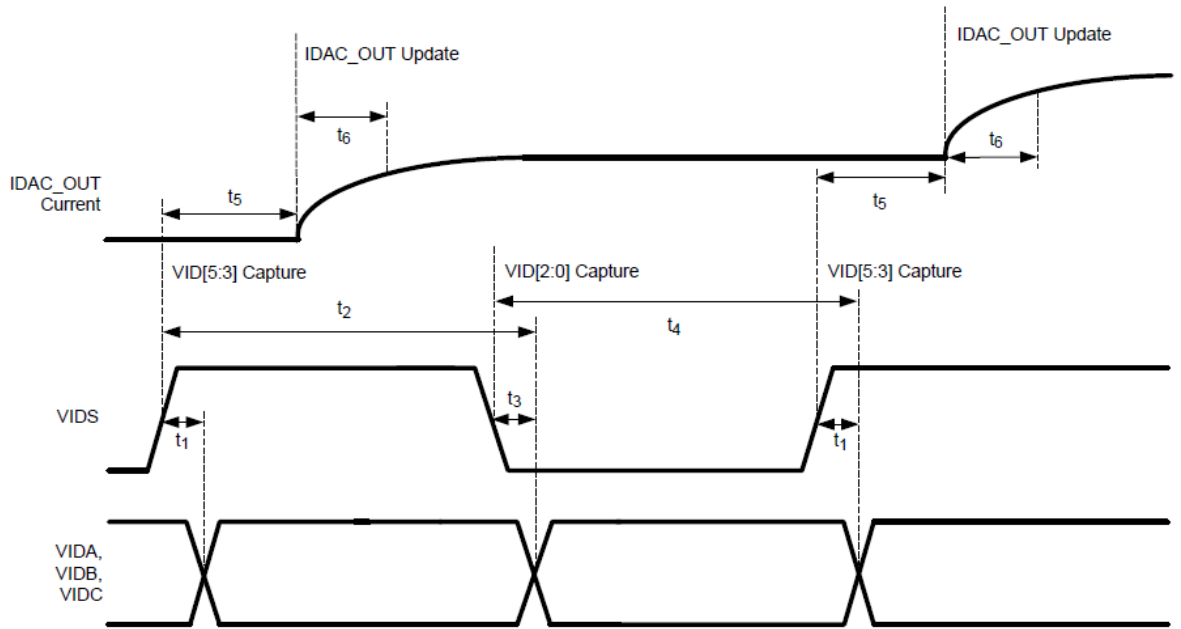 IDAC_OUT Update
IDAC_OUT Update
t6
t6
IDAC_OUT
Current
t5
t5
VID[5:3] Capture
VID[2:0] Capture
VID[5:3] Capture
t2
t4
VIDS
t1
t3
t1
VIDA,
VIDB,
VIDC